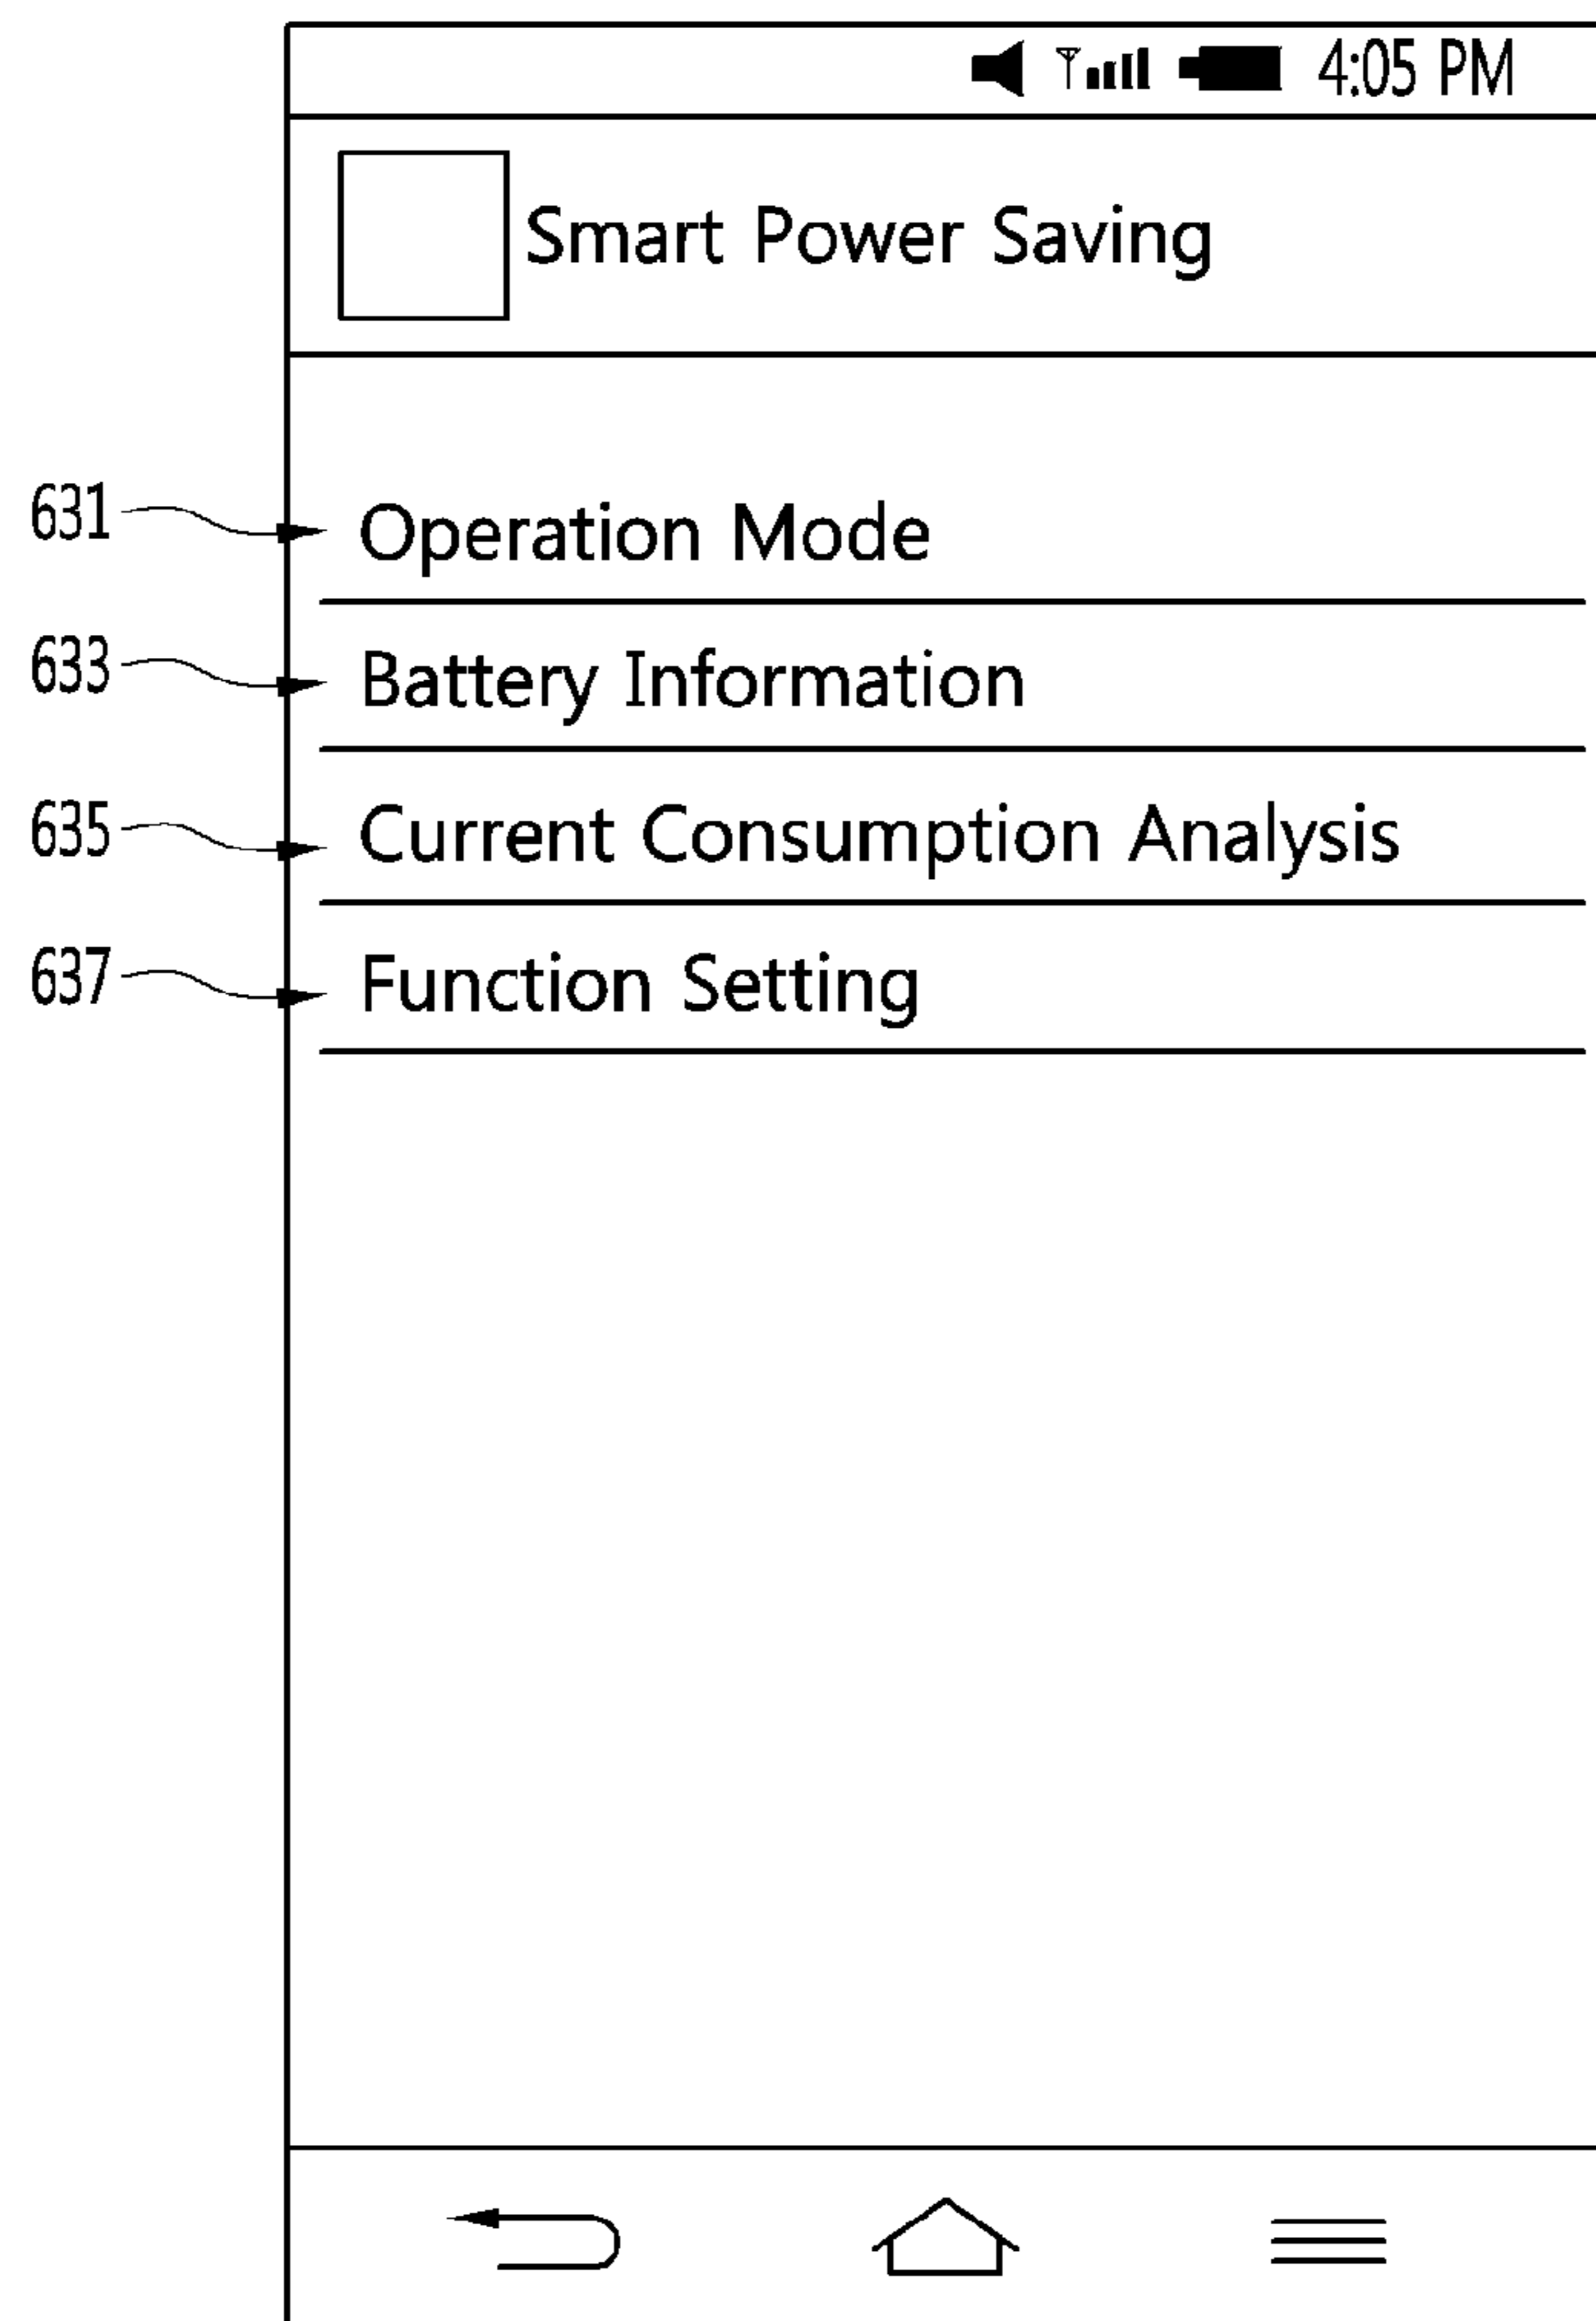 4:05 PM
Smart Power Saving
631 Operation Mode
633 Battery Information
635 Current Consumption Analysis
637 Function Setting